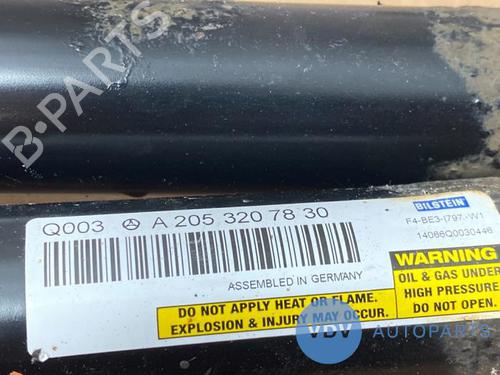 Q003 A 205 320 78 30
BILSTEIN
F4-BE3-I797-W1
14086Q0030446
ASSEMBLED IN GERMANY
WARNING
OIL & GAS UNDER
HIGH PRESSURE.
DO NOT OPEN.
DO NOT APPLY HEAT OR FLAME.
EXPLOSION & INJURY MAY OCCUR.
VDV AUTOPARTS
PARTS